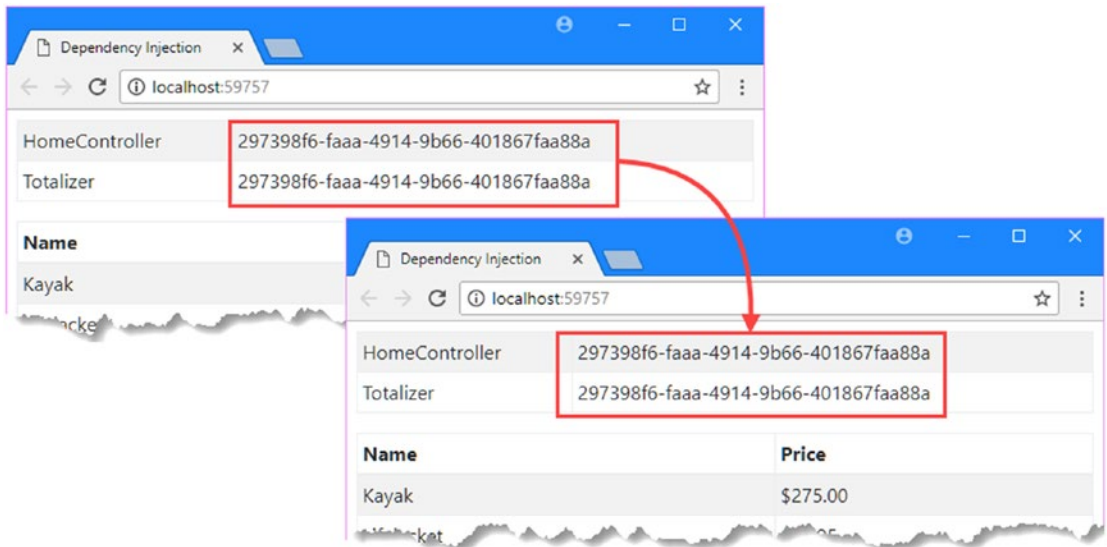 Dependency Injection
localhost:59757
HomeController 297398f6-faaa-4914-9b66-401867faa88a
Totalizer 297398f6-faaa-4914-9b66-401867faa88a
Name
Kayak
Dependency Injection
localhost:59757
HomeController 297398f6-faaa-4914-9b66-401867faa88a
Totalizer 297398f6-faaa-4914-9b66-401867faa88a
Name Price
Kayak $275.00